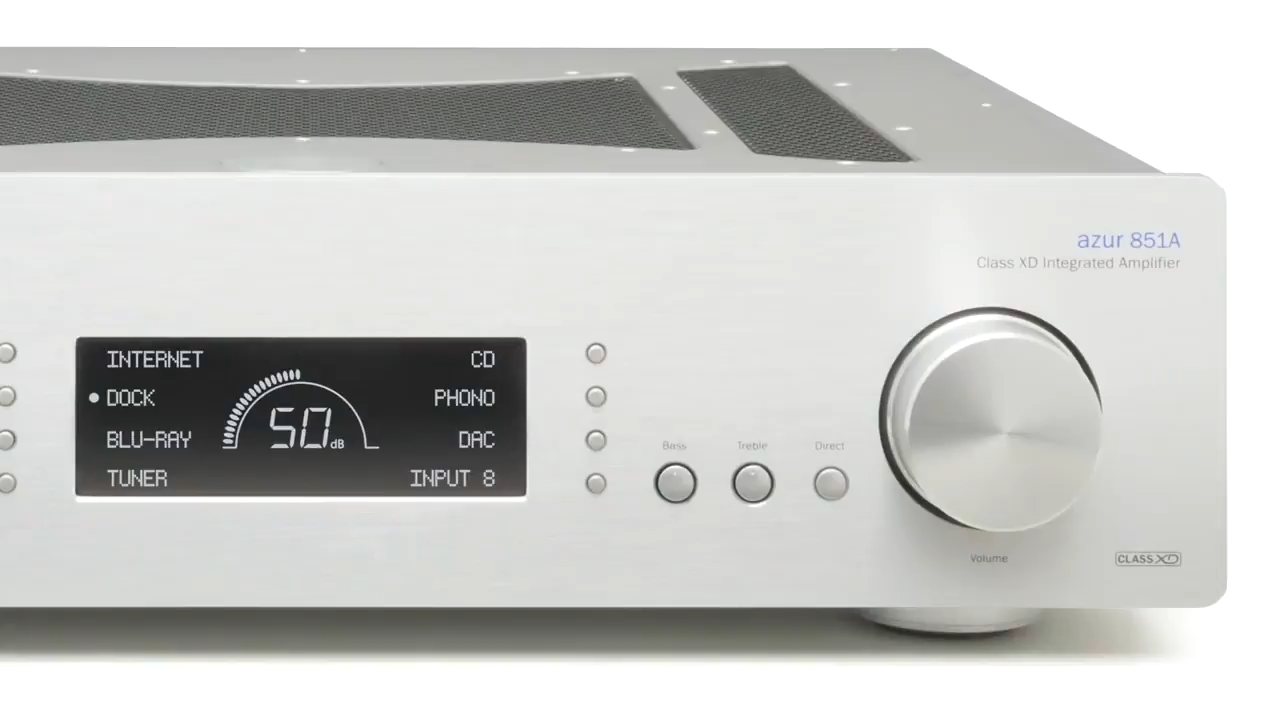 azur 851A
Class XD Integrated Amplifier
INTERNET
CD
DOCK
PHONO
BLU-RAY
50dB
DAC
TUNER
INPUT 8
Bass
Treble
Direct
Volume
CLASS XD